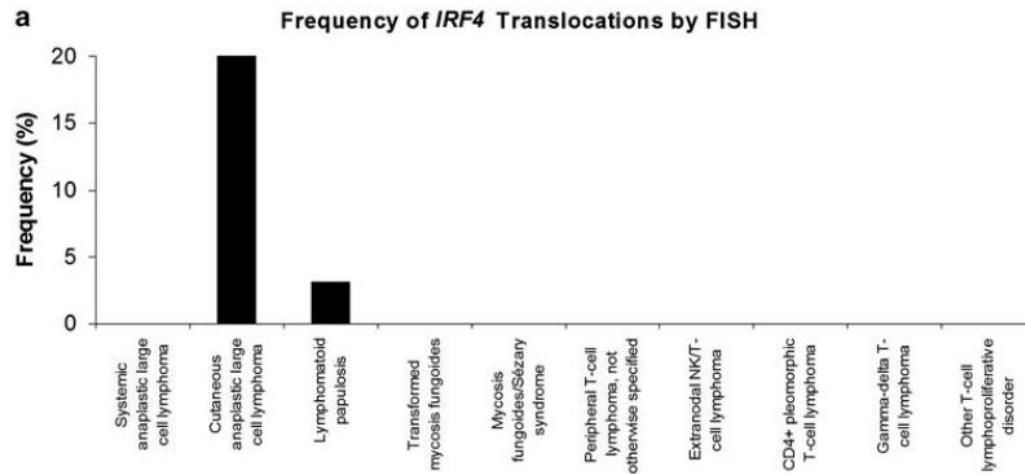 a
Frequency of IRF4 Translocations by FISH
Frequency (%)
20
15
10
5
0
Systemic
anaplastic large
cell lymphoma
Cutaneous
anaplastic large
cell lymphoma
Lymphomatoid
papulosis
Transformed
mycosis fungoides
Mycosis
fungoides/Sézary
syndrome
Peripheral T-cell
lymphoma, not
otherwise specified
Extranodal NK/T-
cell lymphoma
CD4+ pleomorphic
T-cell lymphoma
Gamma-delta T-
cell lymphoma
Other T-cell
lymphoproliferative
disorder